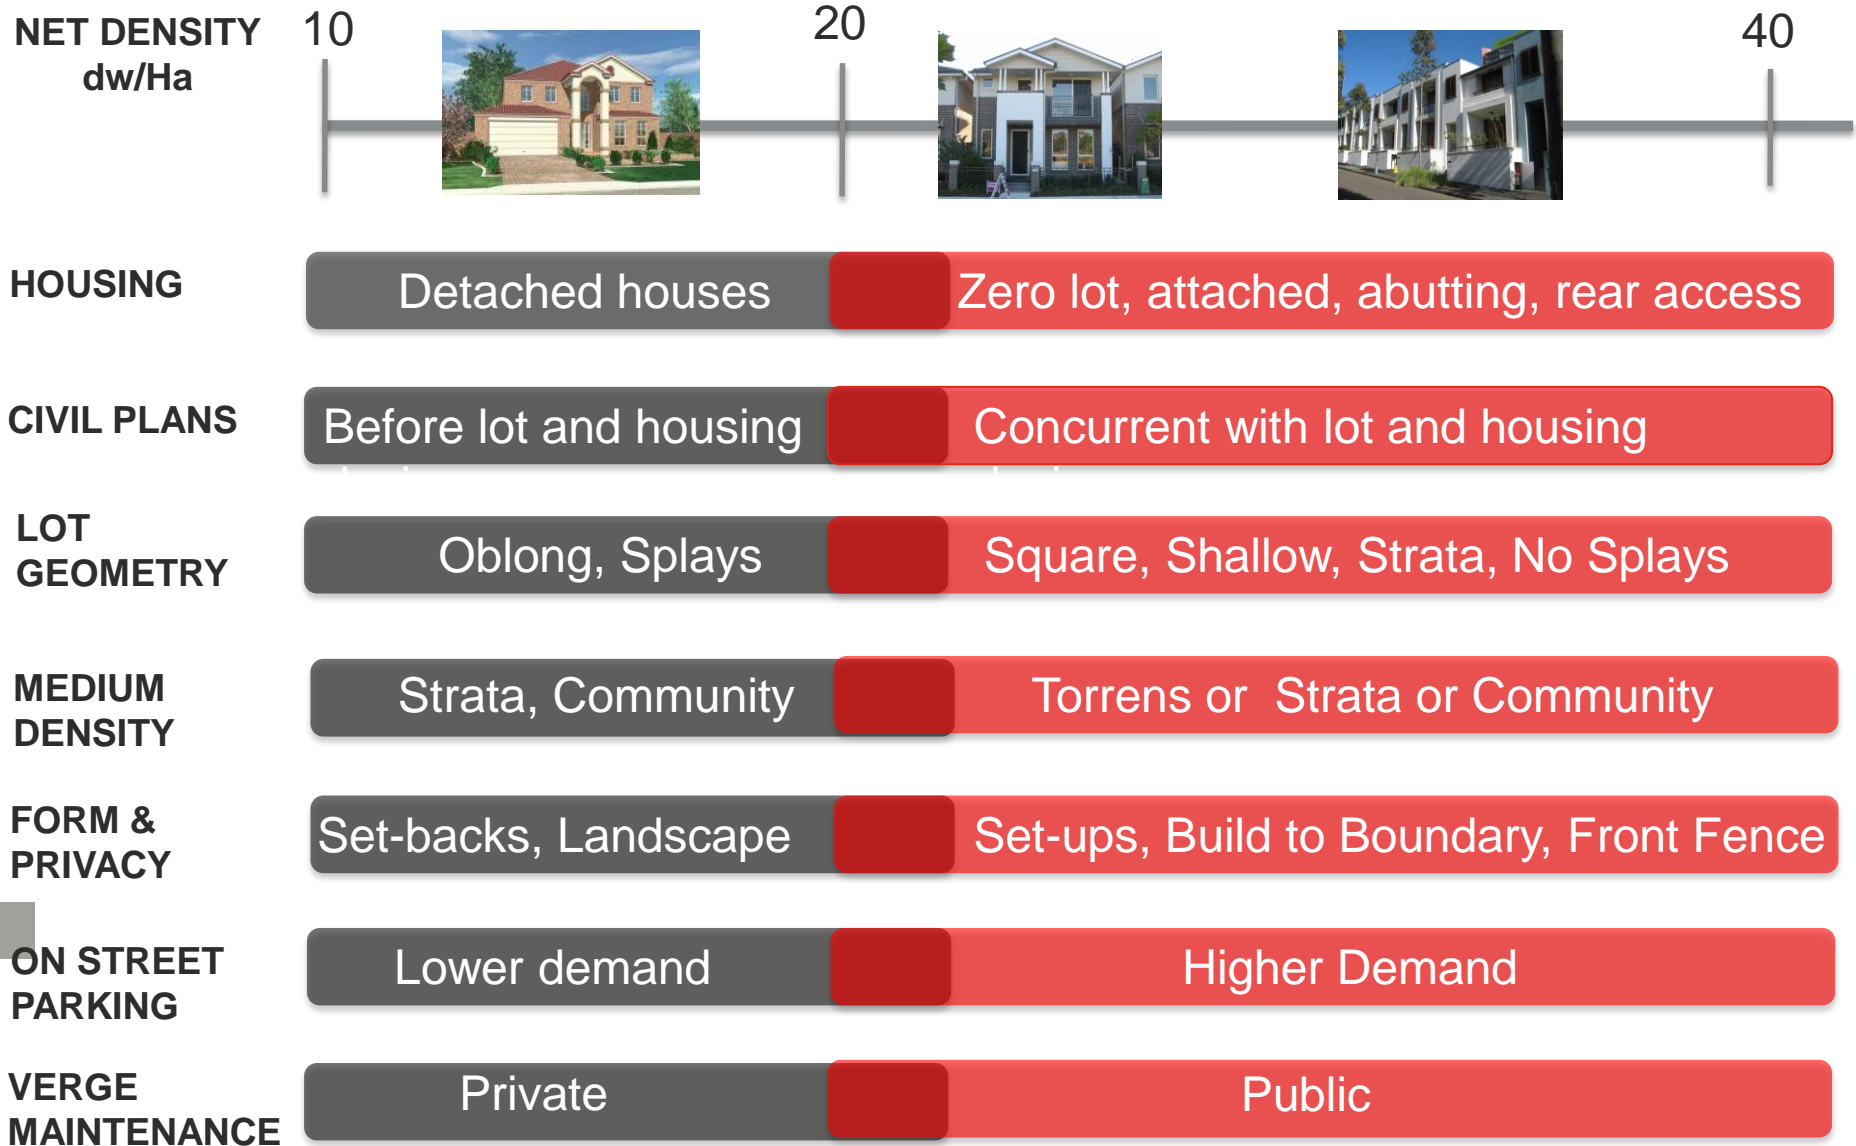 NET DENSITY
dw/Ha
10
20
40
HOUSING
Detached houses
Zero lot, attached, abutting, rear access
CIVIL PLANS
Before lot and housing
Concurrent with lot and housing
LOT
GEOMETRY
Oblong, Splays
Square, Shallow, Strata, No Splays
MEDIUM
DENSITY
Strata, Community
Torrens or Strata or Community
FORM &
PRIVACY
Set-backs, Landscape
Set-ups, Build to Boundary, Front Fence
ON STREET
PARKING
Lower demand
Higher Demand
VERGE
MAINTENANCE
Private
Public